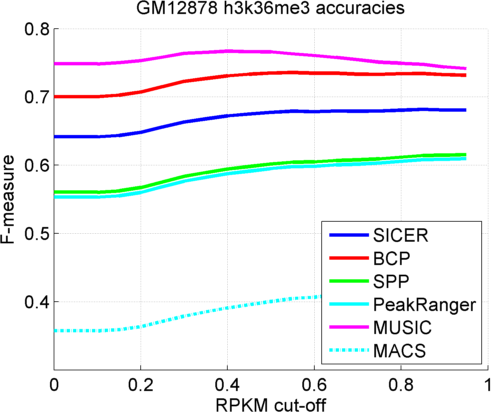 GM12878 h3k36me3 accuracies
F-measure
0.8
0.7
0.6
0.5
0.4
SICER
BCP
SPP
PeakRanger
MUSIC
MACS
0 0.2 0.4 0.6 0.8 1
RPKM cut-off